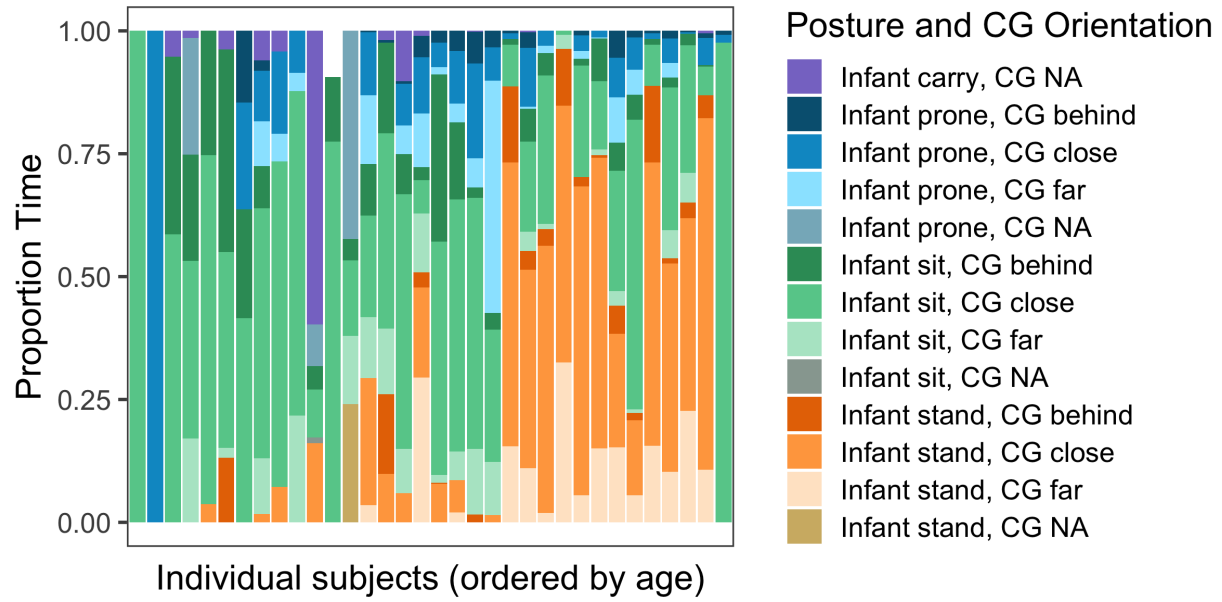 1.00
0.75
0.50
0.25
0.00
Proportion Time
Individual subjects (ordered by age)
Posture and CG Orientation
Infant carry, CG NA
Infant prone, CG behind
Infant prone, CG close
Infant prone, CG far
Infant prone, CG NA
Infant sit, CG behind
Infant sit, CG close
Infant sit, CG far
Infant sit, CG NA
Infant stand, CG behind
Infant stand, CG close
Infant stand, CG far
Infant stand, CG NA